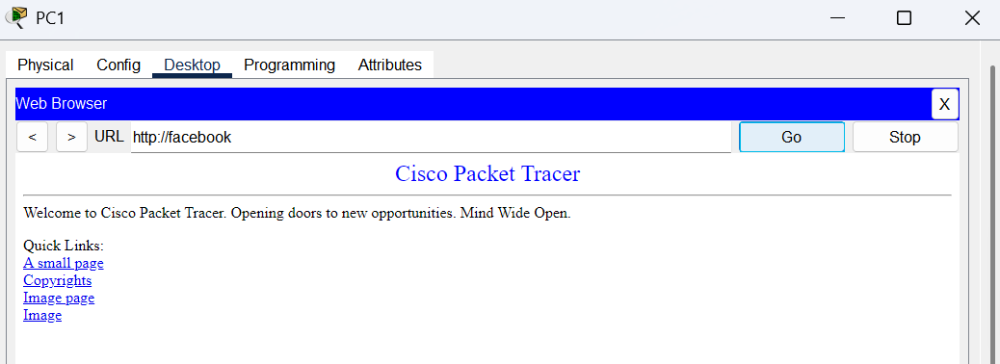 PC1
Physical Config Desktop Programming Attributes
Web Browser X
< > URL http://facebook Go Stop
Cisco Packet Tracer
Welcome to Cisco Packet Tracer. Opening doors to new opportunities. Mind Wide Open.
Quick Links:
A small page
Copyrights
Image page
Image